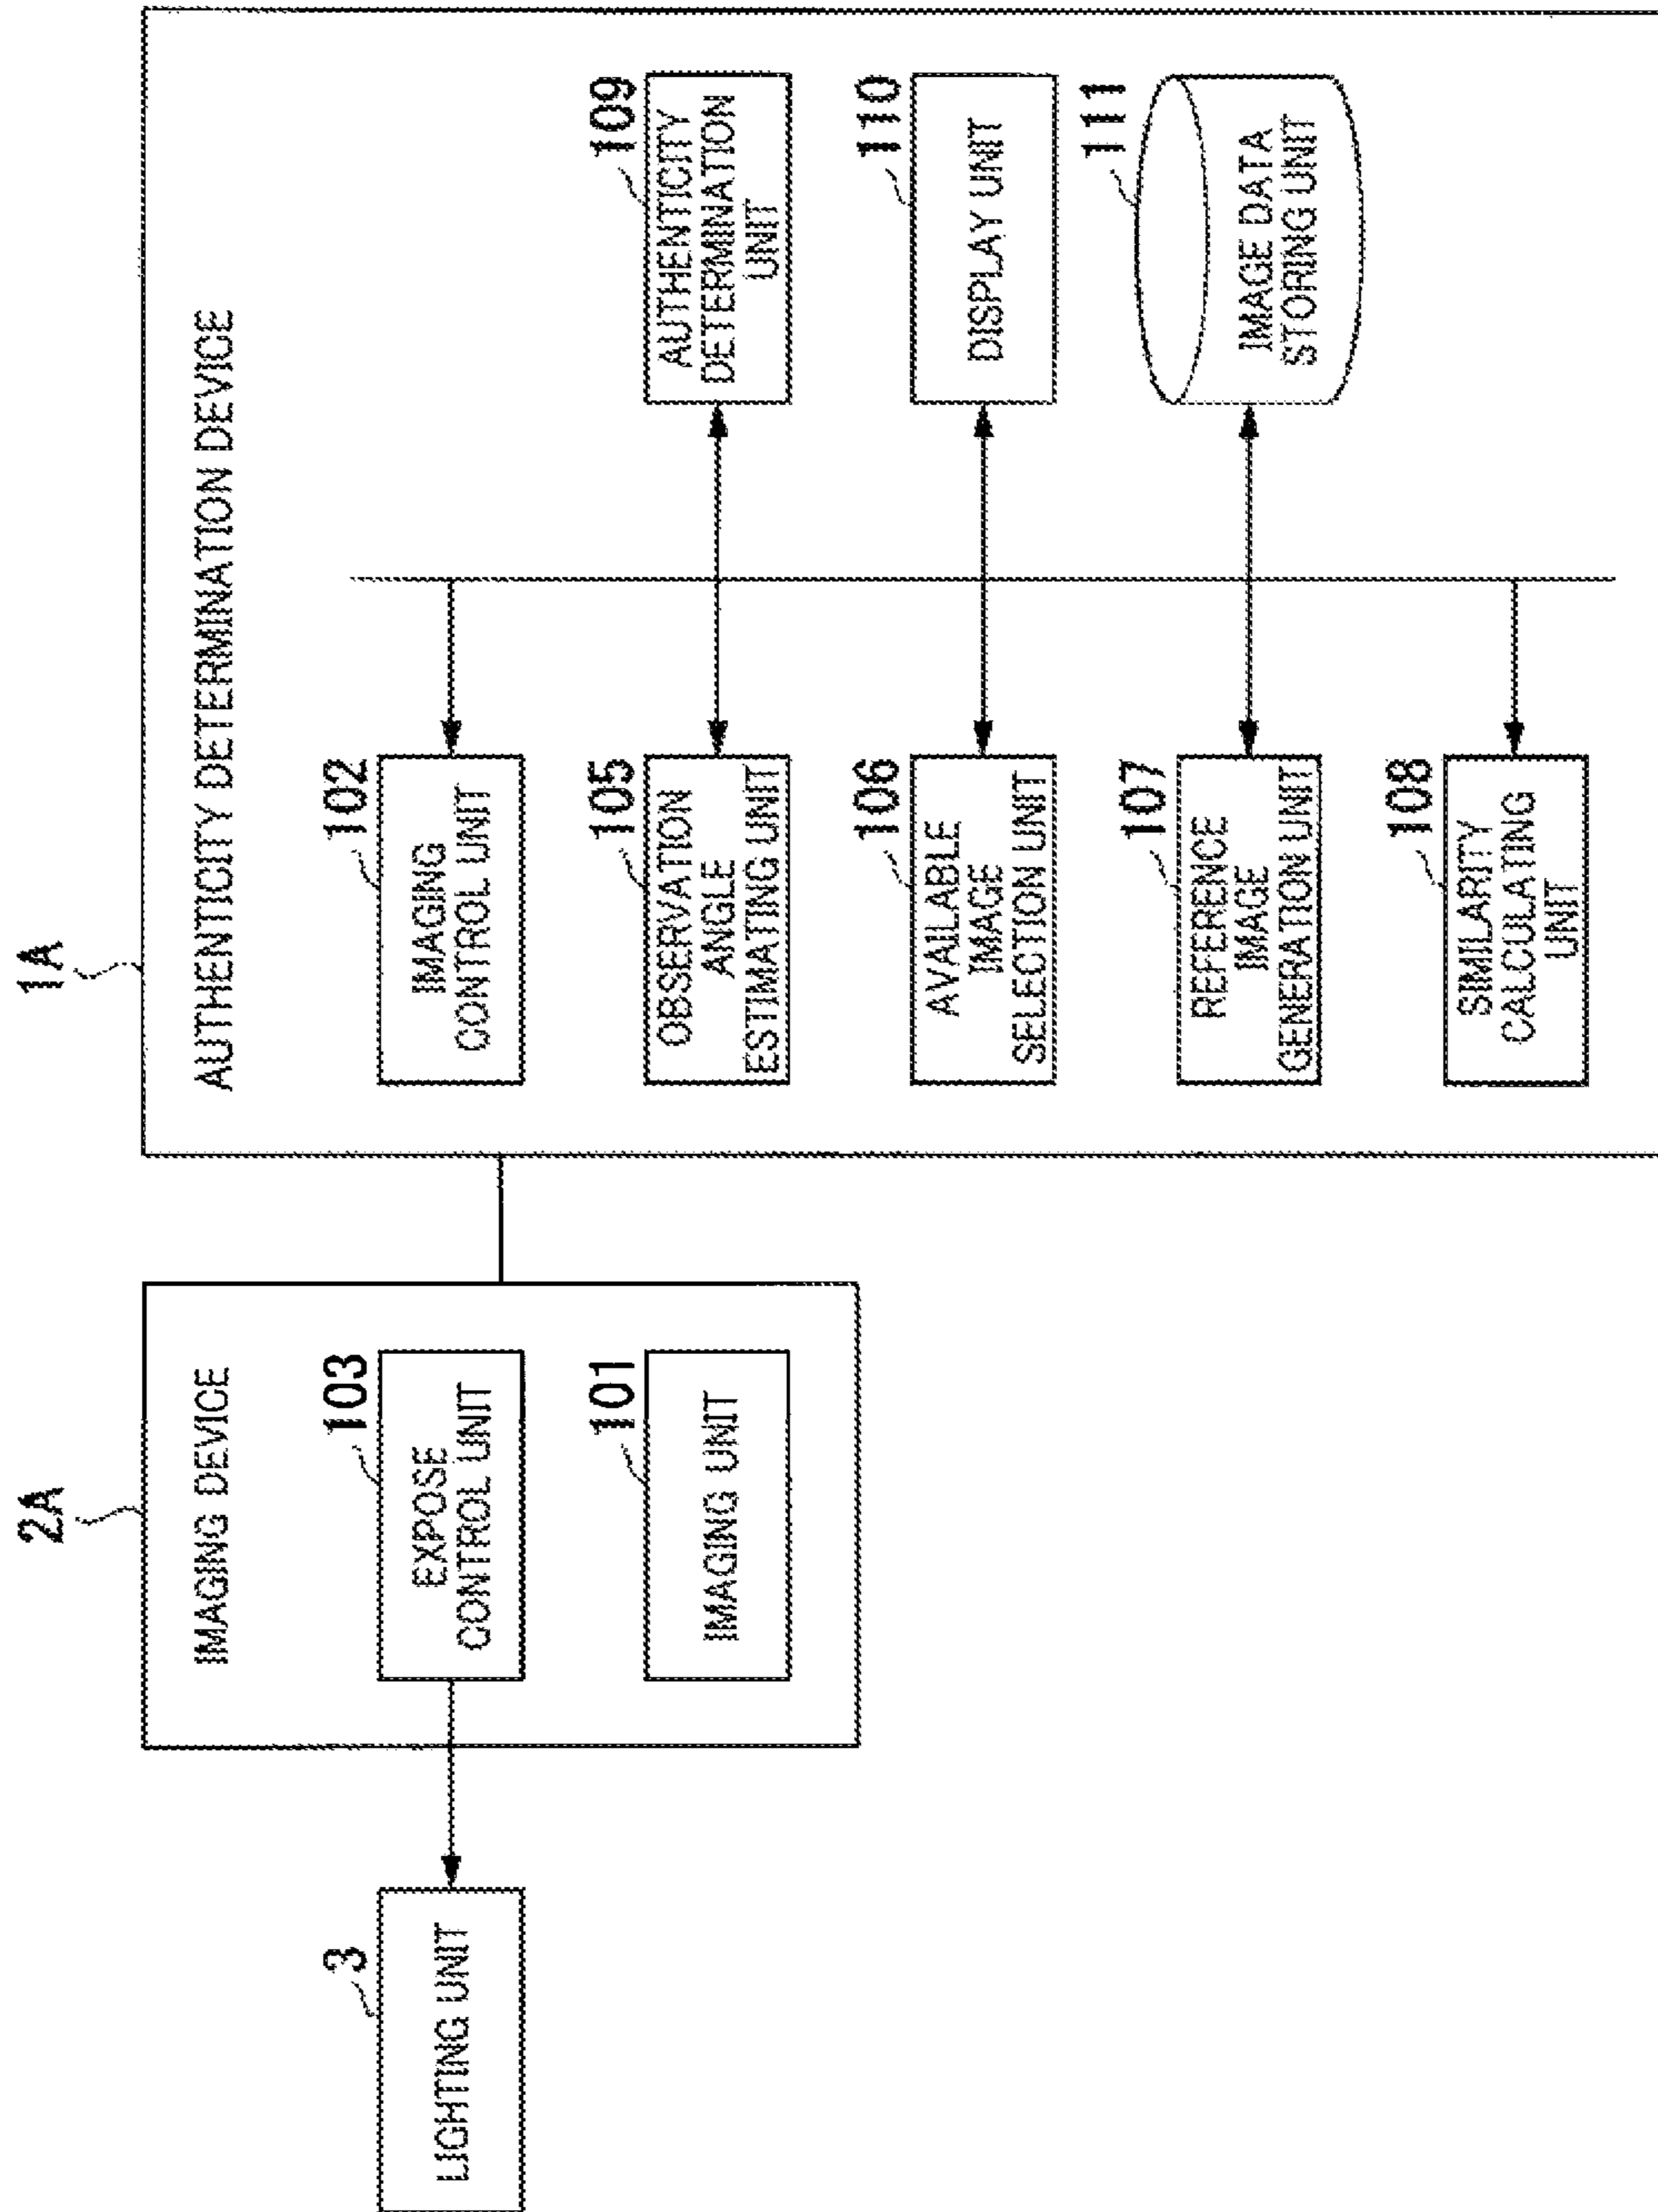 1A
AUTHENTICITY DETERMINATION DEVICE
2A
IMAGING DEVICE
3
LIGHTING UNIT
103
EXPOSE
CONTROL UNIT
101
IMAGING UNIT
102
IMAGING
CONTROL UNIT
105
OBSERVATION
ANGLE
ESTIMATING UNIT
106
AVAILABLE
IMAGE
SELECTION UNIT
107
REFERENCE
IMAGE
GENERATION UNIT
108
SIMILARITY
CALCULATING
UNIT
109
AUTHENTICITY
DETERMINATION
UNIT
110
DISPLAY UNIT
111
IMAGE DATA
STORING UNIT